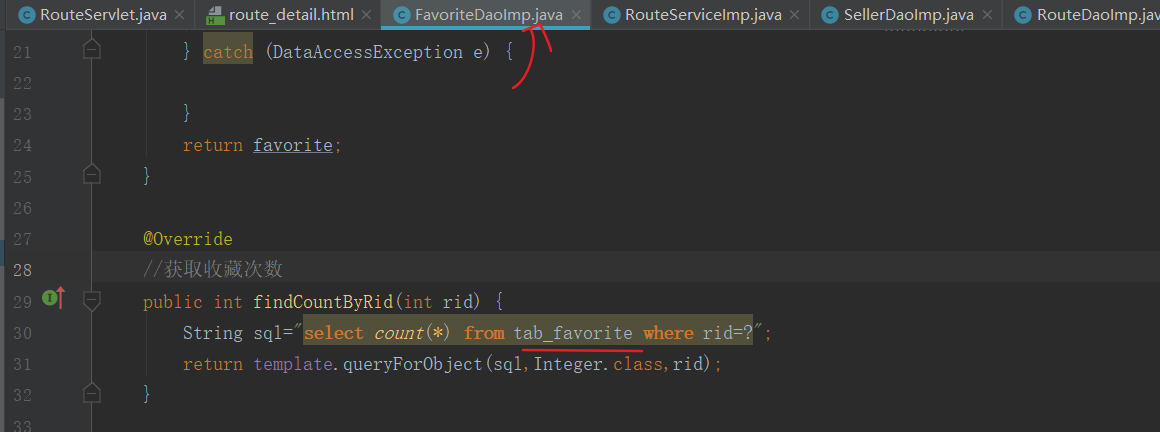 RouteServlet.java × route_detail.html × FavoriteDaoImp.java × RouteServiceImp.java × SellerDaoImp.java × RouteDaoImp.jav
21 } catch (DataAccessException e) {
22
23 }
24 return favorite;
25 }
26
27 @Override
28 //获取收藏次数
29 public int findCountByRid(int rid) {
30 String sql="select count(*) from tab_favorite where rid=?";
31 return template.queryForObject(sql,Integer.class,rid);
32 }
33